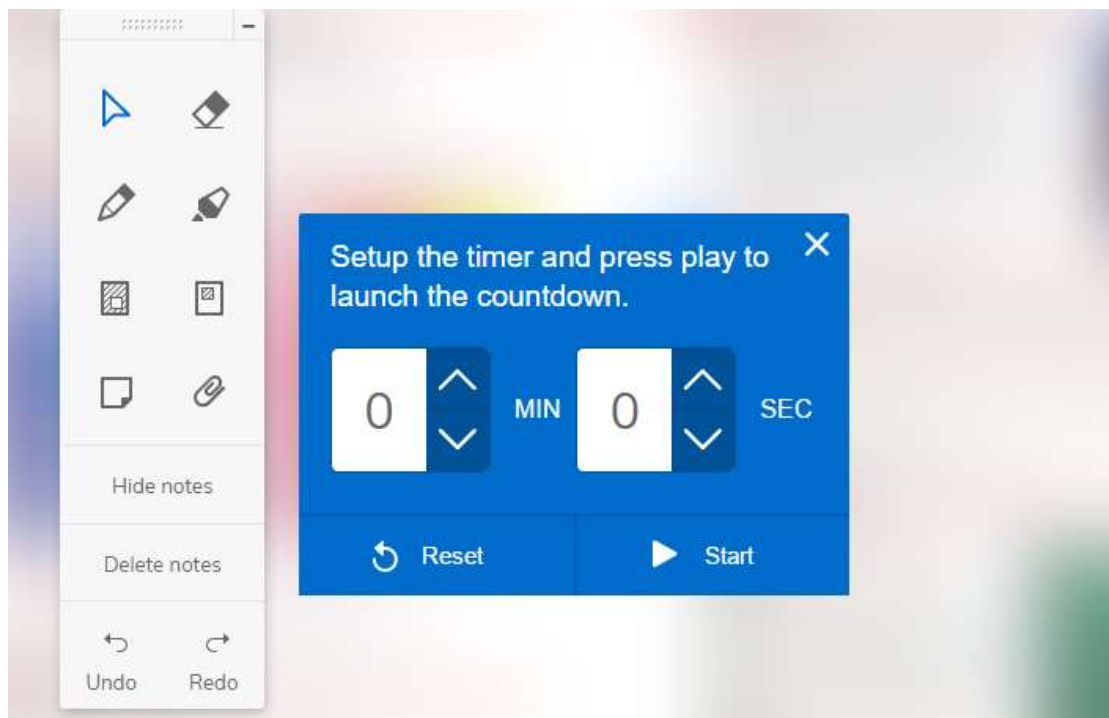 Setup the timer and press play to
launch the countdown.
0 MIN 0 SEC
Hide notes
Reset Start
Delete notes
Undo Redo